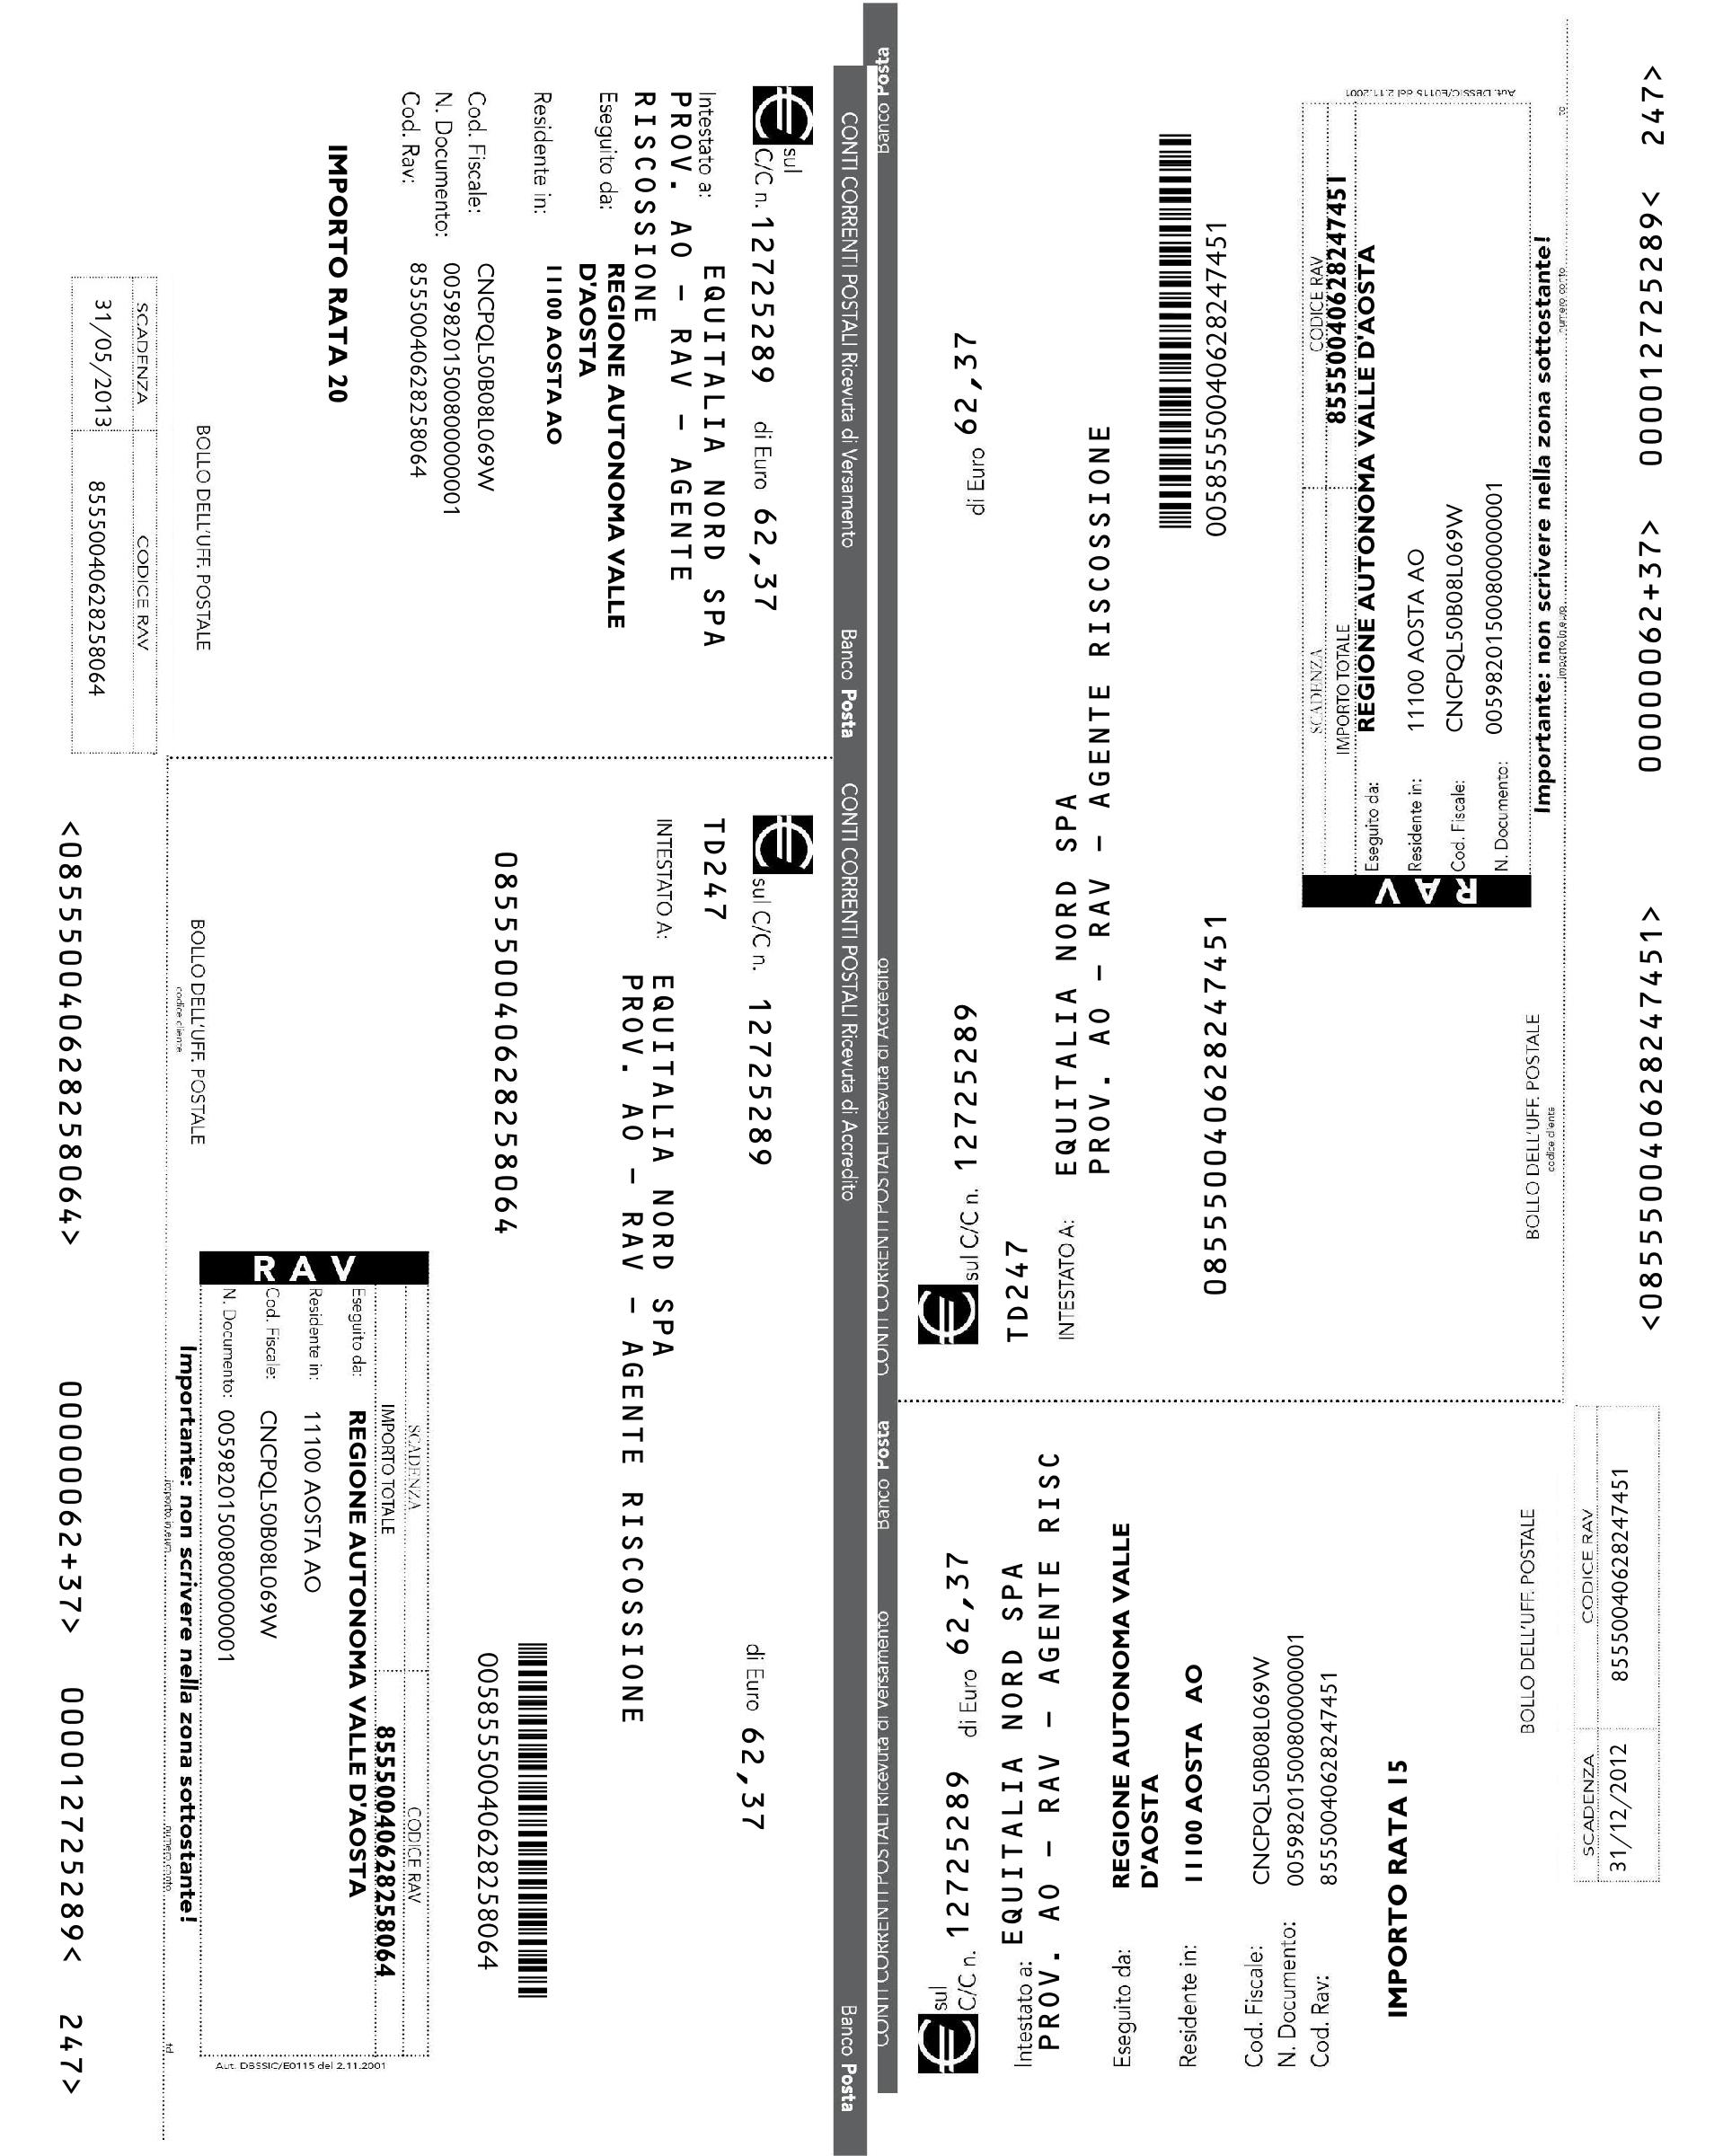 CONTI CORRENTI POSTALI Ricevuta di Versamento
Banco Posta
sul
C/C n. 12725289 di Euro 62,37
Intestato a: EQUITALIA NORD SPA
PROV. AO – RAV – AGENTE
RISCOSSIONE
Eseguito da: REGIONE AUTONOMA VALLE
D'AOSTA
Residente in: 11100 AOSTA AO
Cod. Fiscale: CNCPQL50B08L069W
N. Documento: 00598201500800000001
Cod. Rav: 85550040628258064
IMPORTO RATA 20
BOLLO DELL'UFF. POSTALE
SCADENZA CODICE RAV
31/05/2013 85550040628258064
CONTI CORRENTI POSTALI Ricevuta di Accredito
Banco Posta
sul C/C n. 12725289 di Euro 62,37
TD247
INTESTATO A: EQUITALIA NORD SPA
PROV. AO – RAV – AGENTE RISCOSSIONE
085550040628258064
00585550040628258064
SCADENZA CODICE RAV
IMPORTO TOTALE 85550040628258064
RAV
Eseguito da: REGIONE AUTONOMA VALLE D'AOSTA
Residente in: 11100 AOSTA AO
Cod. Fiscale: CNCPQL50B08L069W
N. Documento: 00598201500800000001
Aut. DBSSIC/E0115 del 2.11.2001
BOLLO DELL'UFF. POSTALE
Importante: non scrivere nella zona sottostante!
codice cliente importo in euro numero conto td
<085550040628258064> 00000062+37> 000012725289< 247>
CONTI CORRENTI POSTALI Ricevuta di Versamento
Banco Posta
sul
C/C n. 12725289 di Euro 62,37
Intestato a: EQUITALIA NORD SPA
PROV. AO – RAV – AGENTE RISC
Eseguito da: REGIONE AUTONOMA VALLE
D'AOSTA
Residente in: 11100 AOSTA AO
Cod. Fiscale: CNCPQL50B08L069W
N. Documento: 00598201500800000001
Cod. Rav: 85550040628247451
IMPORTO RATA 15
BOLLO DELL'UFF. POSTALE
SCADENZA CODICE RAV
31/12/2012 85550040628247451
CONTI CORRENTI POSTALI Ricevuta di Accredito
Banco Posta
sul C/C n. 12725289 di Euro 62,37
TD247
INTESTATO A: EQUITALIA NORD SPA
PROV. AO – RAV – AGENTE RISCOSSIONE
00585550040628247451
085550040628247451
SCADENZA CODICE RAV
IMPORTO TOTALE 85550040628247451
RAV
Eseguito da: REGIONE AUTONOMA VALLE D'AOSTA
Residente in: 11100 AOSTA AO
Cod. Fiscale: CNCPQL50B08L069W
N. Documento: 00598201500800000001
Aut. DBSSIC/E0115 del 2.11.2001
BOLLO DELL'UFF. POSTALE
Importante: non scrivere nella zona sottostante!
codice cliente importo in euro numero conto td
<085550040628247451> 00000062+37> 000012725289< 247>